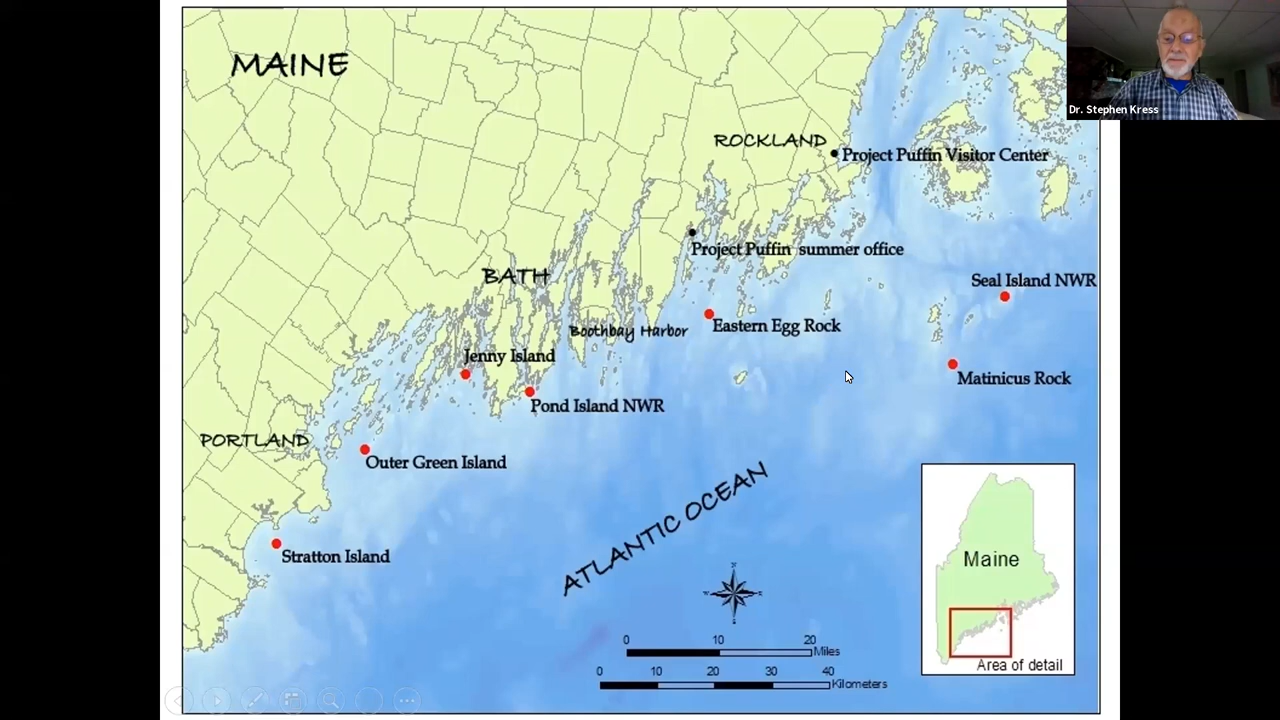 MAINE
Dr. Stephen Kress
ROCKLAND
Project Puffin Visitor Center
Project Puffin summer office
BATH
Seal Island NWR
Eastern Egg Rock
Boothbay Harbor
Jenny Island
Matinicus Rock
Pond Island NWR
PORTLAND
Outer Green Island
ATLANTIC OCEAN
Stratton Island
Maine
Area of detail
N
W E
S
0 10 20
Miles
0 10 20 30 40
Kilometers